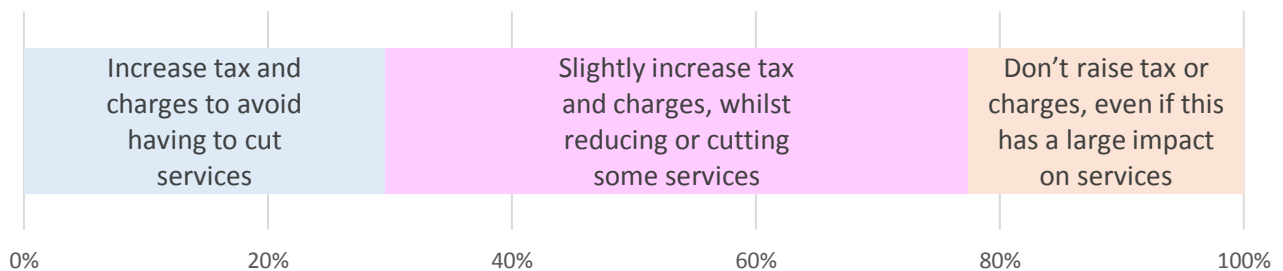 Increase tax and
charges to avoid
having to cut
services
Slightly increase tax
and charges, whilst
reducing or cutting
some services
Don’t raise tax or
charges, even if this
has a large impact
on services
0% 20% 40% 60% 80% 100%